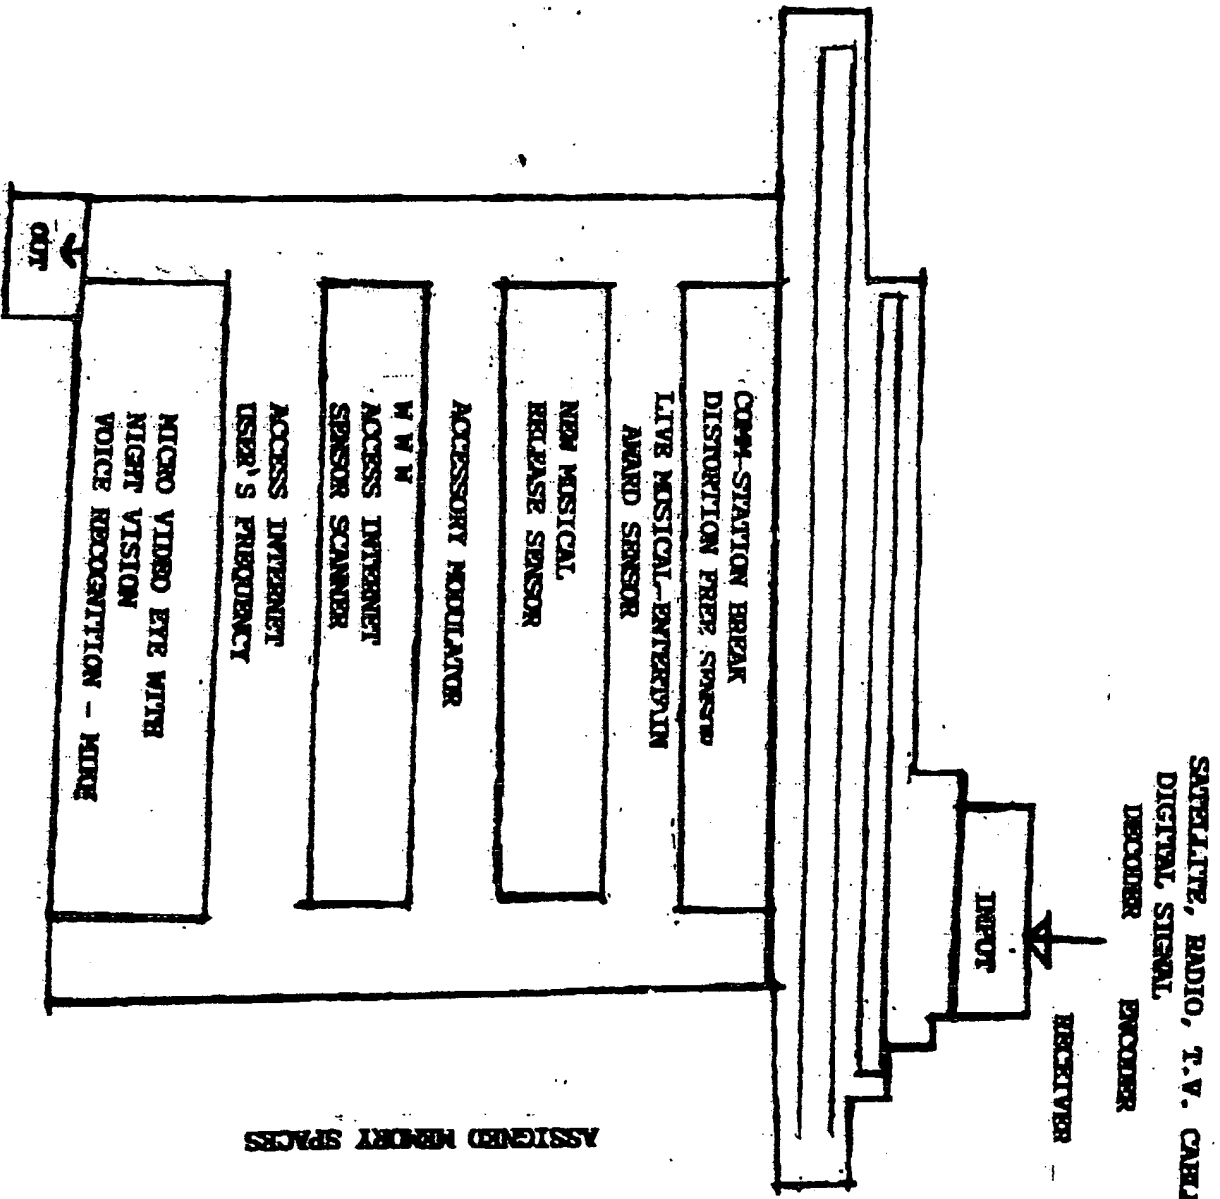 SATELLITE, RADIO, T.V. CABL
DIGITAL SIGNAL
DECODER ENCODER
RECEIVER
INPUT
COMM-STATION BREAK
DISTORTION FREE SENSOR
LIVE MUSICAL-ENTERTAIN
AWARD SENSOR
NEW MUSICAL
RELEASE SENSOR
ACCESSORY MODULATOR
W W W
ACCESS INTERNET
SENSOR SCANNER
ACCESS INTERNET
USER'S FREQUENCY
MICRO VIDEO EYE WITH
NIGHT VISION
VOICE RECOGNITION - MIKE
OUT
ASSIGNED MEMORY SPACES